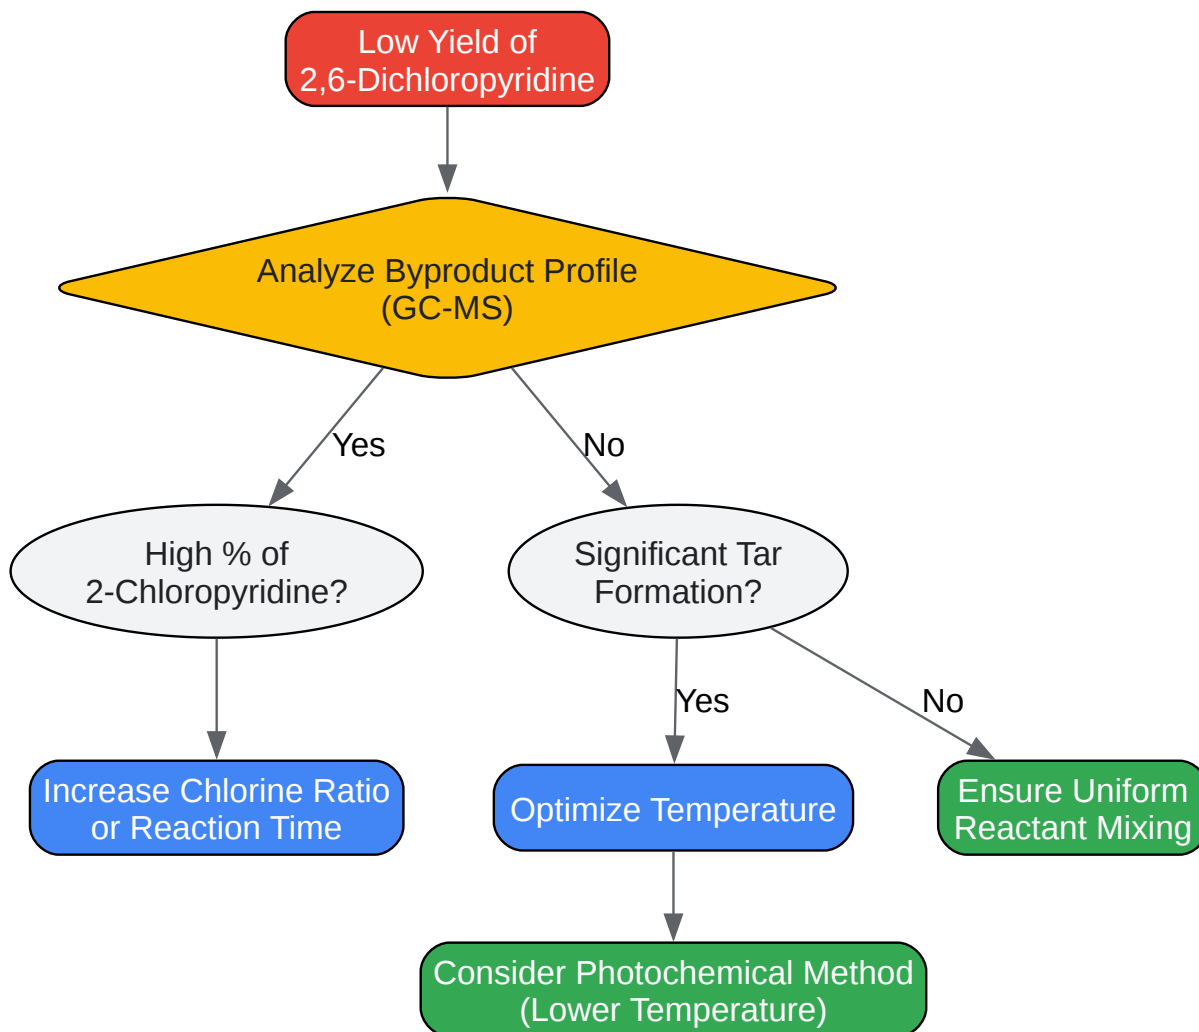 Low Yield of
2,6-Dichloropyridine
Analyze Byproduct Profile
(GC-MS)
Yes
No
High % of
2-Chloropyridine?
Significant Tar
Formation?
Yes
No
Increase Chlorine Ratio
or Reaction Time
Optimize Temperature
Ensure Uniform
Reactant Mixing
Consider Photochemical Method
(Lower Temperature)